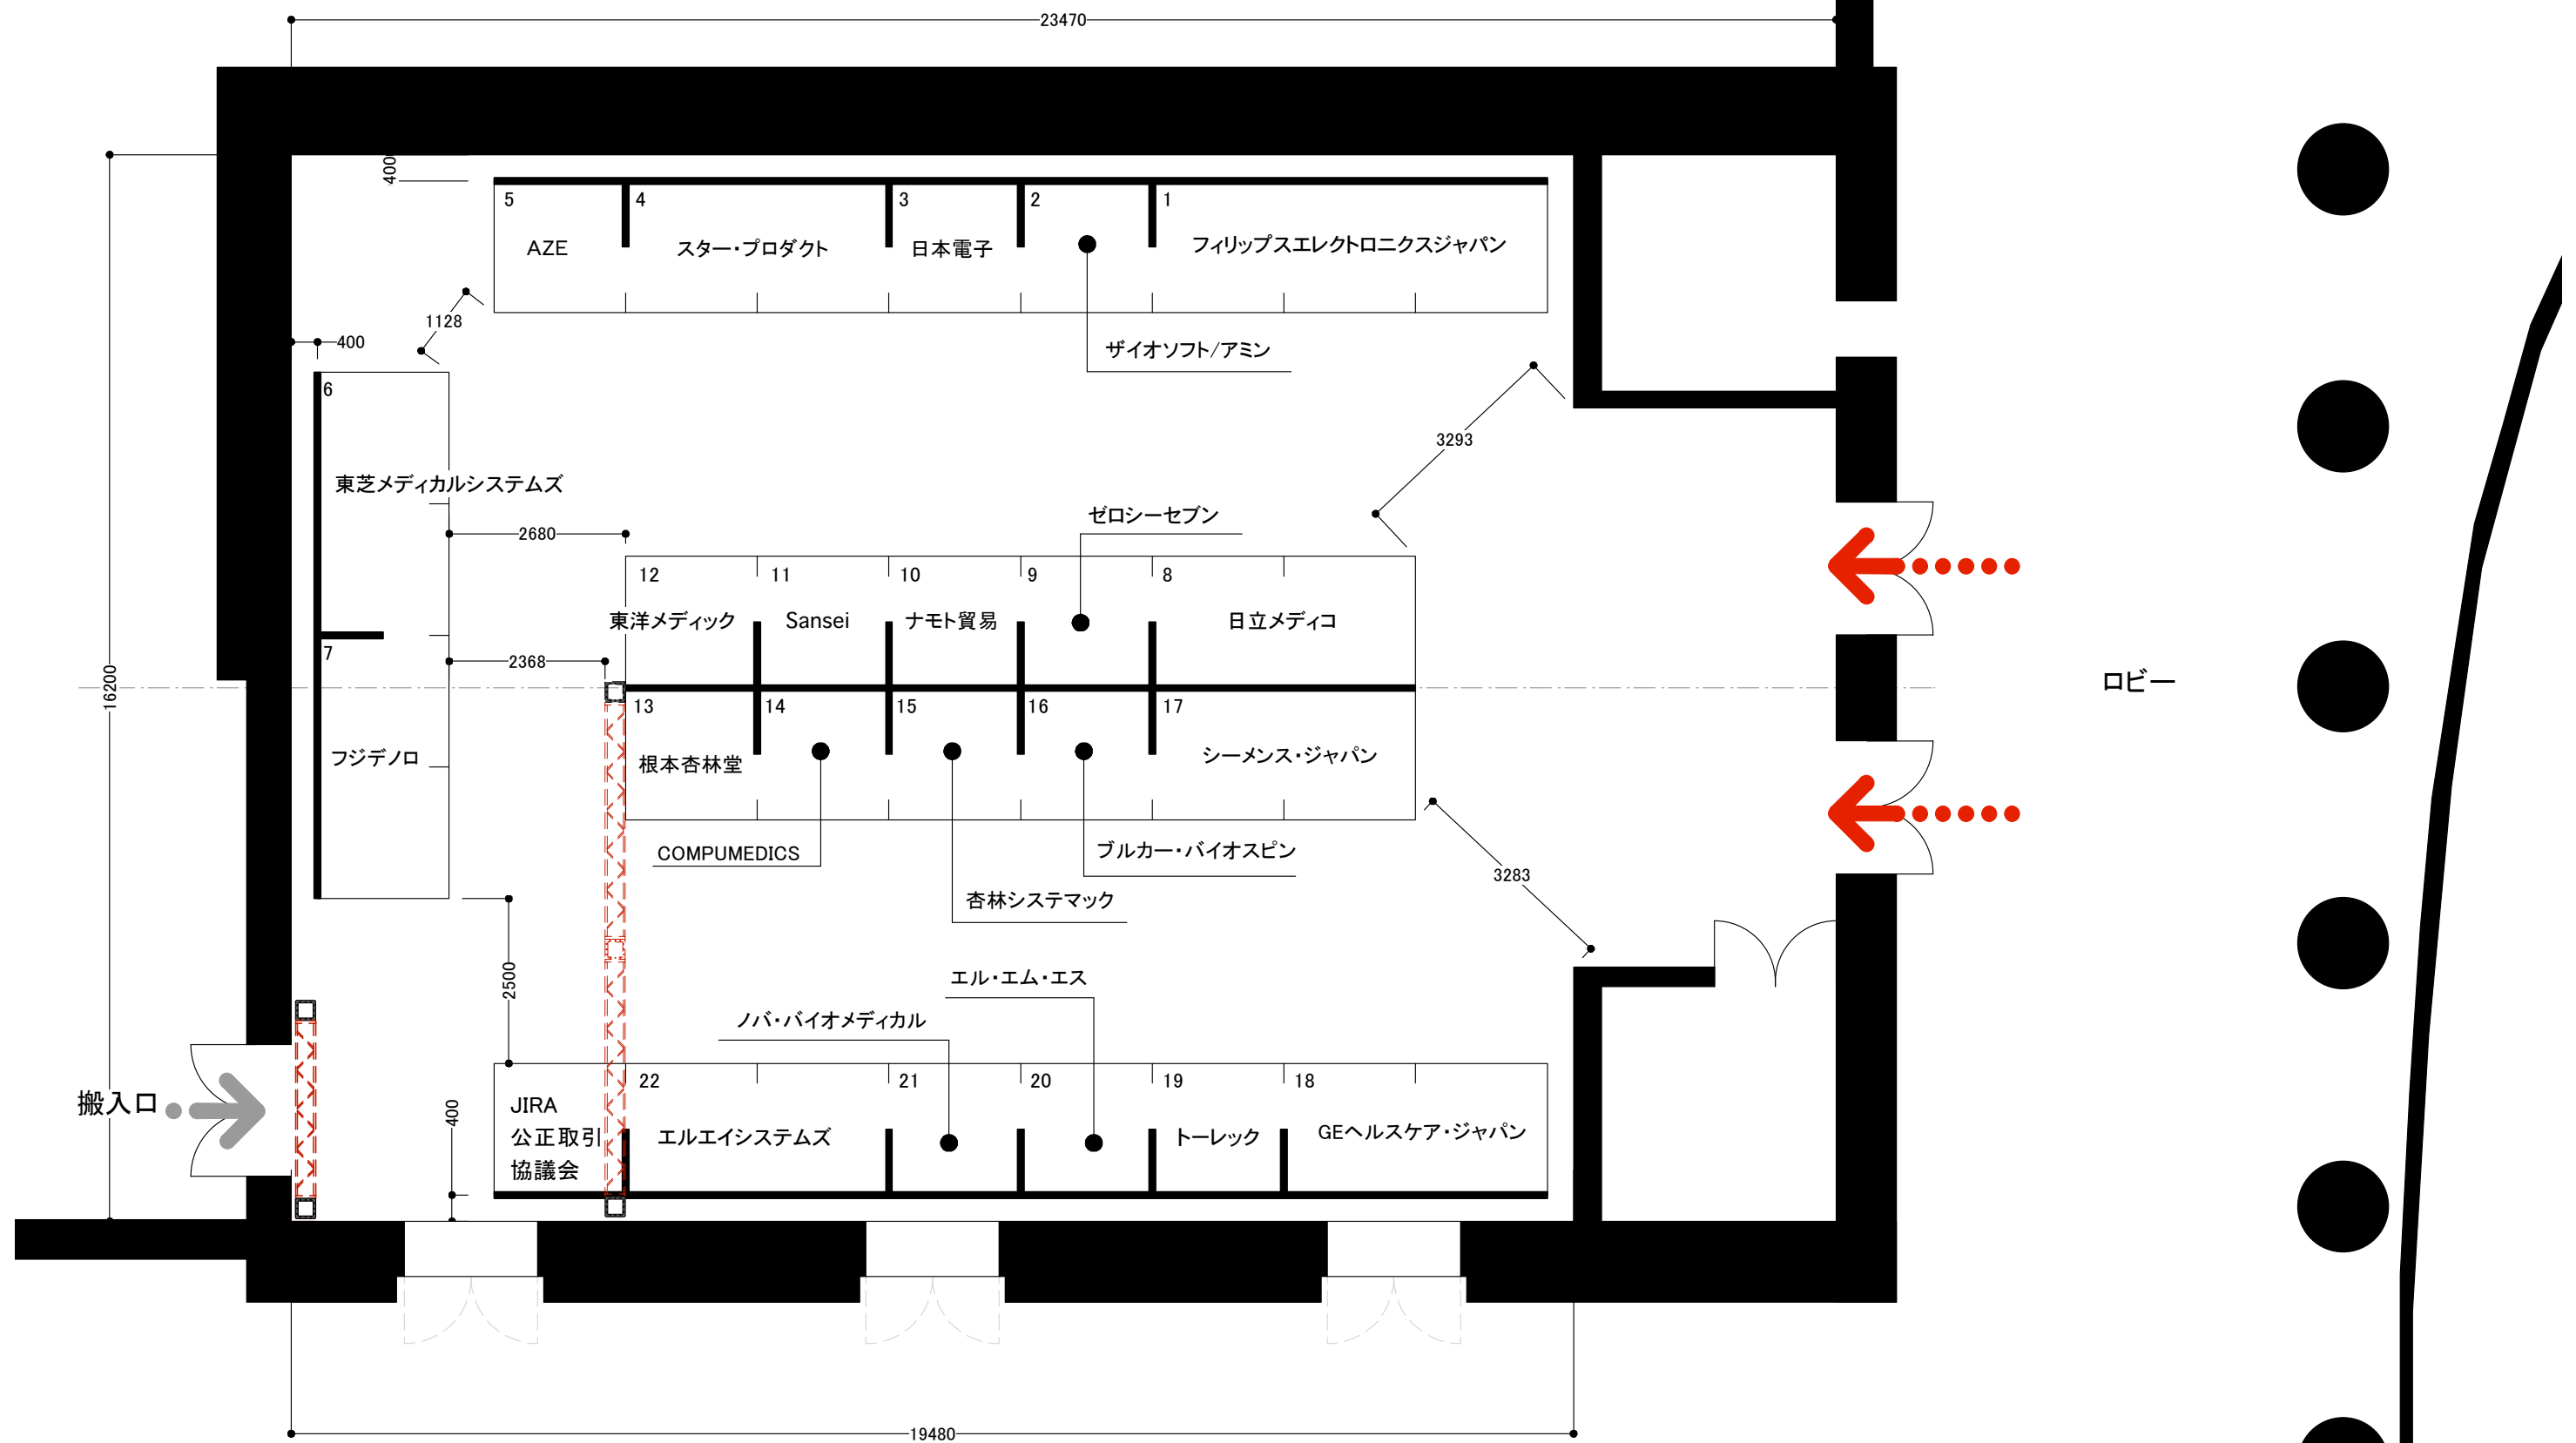 23470
400
5
4
3
2
1
AZE
スター・プロダクト
日本電子
フィリップスエレクトロニクスジャパン
1128
400
ザイオソフト/アミン
6
3293
東芝メディカルシステムズ
ゼロシーセブン
2680
12
11
10
9
8
東洋メディック
Sansei
ナモト貿易
日立メディコ
7
2368
16200
ロビー
13
14
15
16
17
フジデノロ
根本杏林堂
シーメンス・ジャパン
COMPUMEDICS
ブルカー・バイオスピン
3283
杏林システマック
2500
エル・エム・エス
ノバ・バイオメディカル
22
21
20
19
18
搬入口
400
JIRA
公正取引
協議会
エルエイシステムズ
トーレック
GEヘルスケア・ジャパン
19480